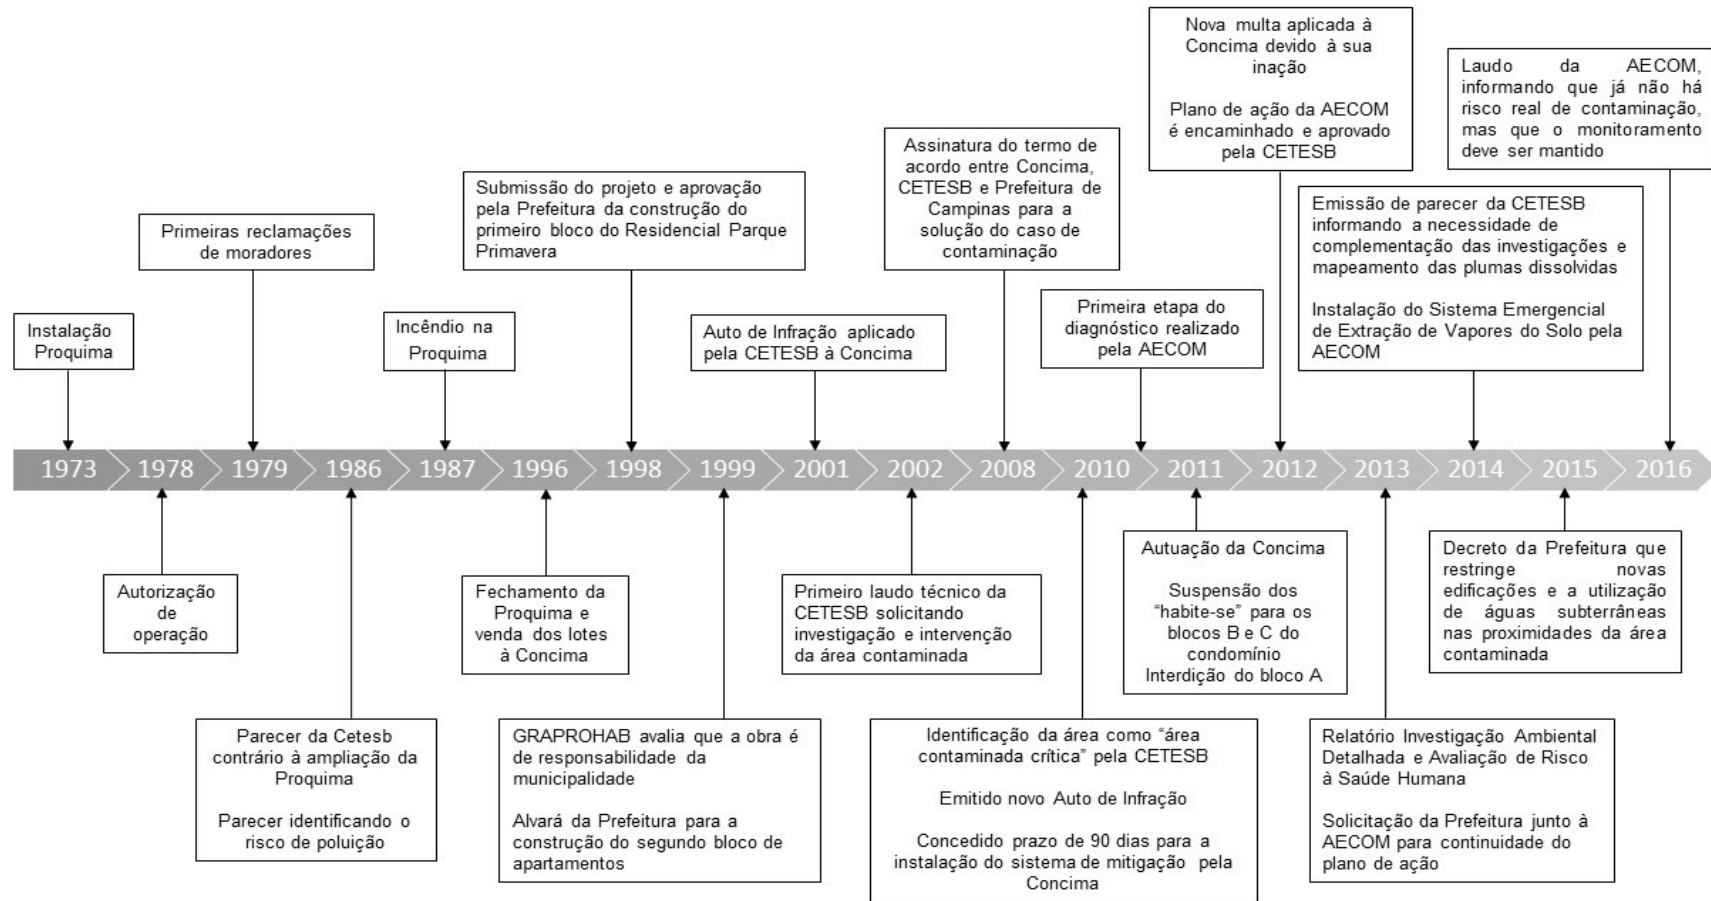 Nova multa aplicada à
Concima devido à sua
inação
Plano de ação da AECOM
é encaminhado e aprovado
pela CETESB
Laudo da AECOM,
informando que já não há
risco real de contaminação,
mas que o monitoramento
deve ser mantido
Assinatura do termo de
acordo entre Concima,
CETESB e Prefeitura de
Campinas para a
solução do caso de
contaminação
Submissão do projeto e aprovação
pela Prefeitura da construção do
primeiro bloco do Residencial Parque
Primavera
Emissão de parecer da CETESB
informando a necessidade de
complementação das investigações e
mapeamento das plumas dissolvidas
Instalação do Sistema Emergencial
de Extração de Vapores do Solo pela
AECOM
Primeiras reclamações
de moradores
Primeira etapa do
diagnóstico realizado
pela AECOM
Instalação
Proquima
Incêndio na
Proquima
Auto de Infração aplicado
pela CETESB à Concima
1973 1978 1979 1986 1987 1996 1998 1999 2001 2002 2008 2010 2011 2012 2013 2014 2015 2016
Autorização
de
operação
Fechamento da
Proquima e
venda dos lotes
à Concima
Primeiro laudo técnico da
CETESB solicitando
investigação e intervenção
da área contaminada
Autuação da Concima
Suspensão dos
“habite-se” para os
blocos B e C do
condomínio
Interdição do bloco A
Decreto da Prefeitura que
restringe novas
edificações e a utilização
de águas subterrâneas
nas proximidades da área
contaminada
Parecer da Cetesb
contrário à ampliação da
Proquima
Parecer identificando o
risco de poluição
GRAPROHAB avalia que a obra é
de responsabilidade da
municipalidade
Alvará da Prefeitura para a
construção do segundo bloco de
apartamentos
Identificação da área como “área
contaminada crítica” pela CETESB
Emitido novo Auto de Infração
Concedido prazo de 90 dias para a
instalação do sistema de mitigação pela
Concima
Relatório Investigação Ambiental
Detalhada e Avaliação de Risco
à Saúde Humana
Solicitação da Prefeitura junto à
AECOM para continuidade do
plano de ação